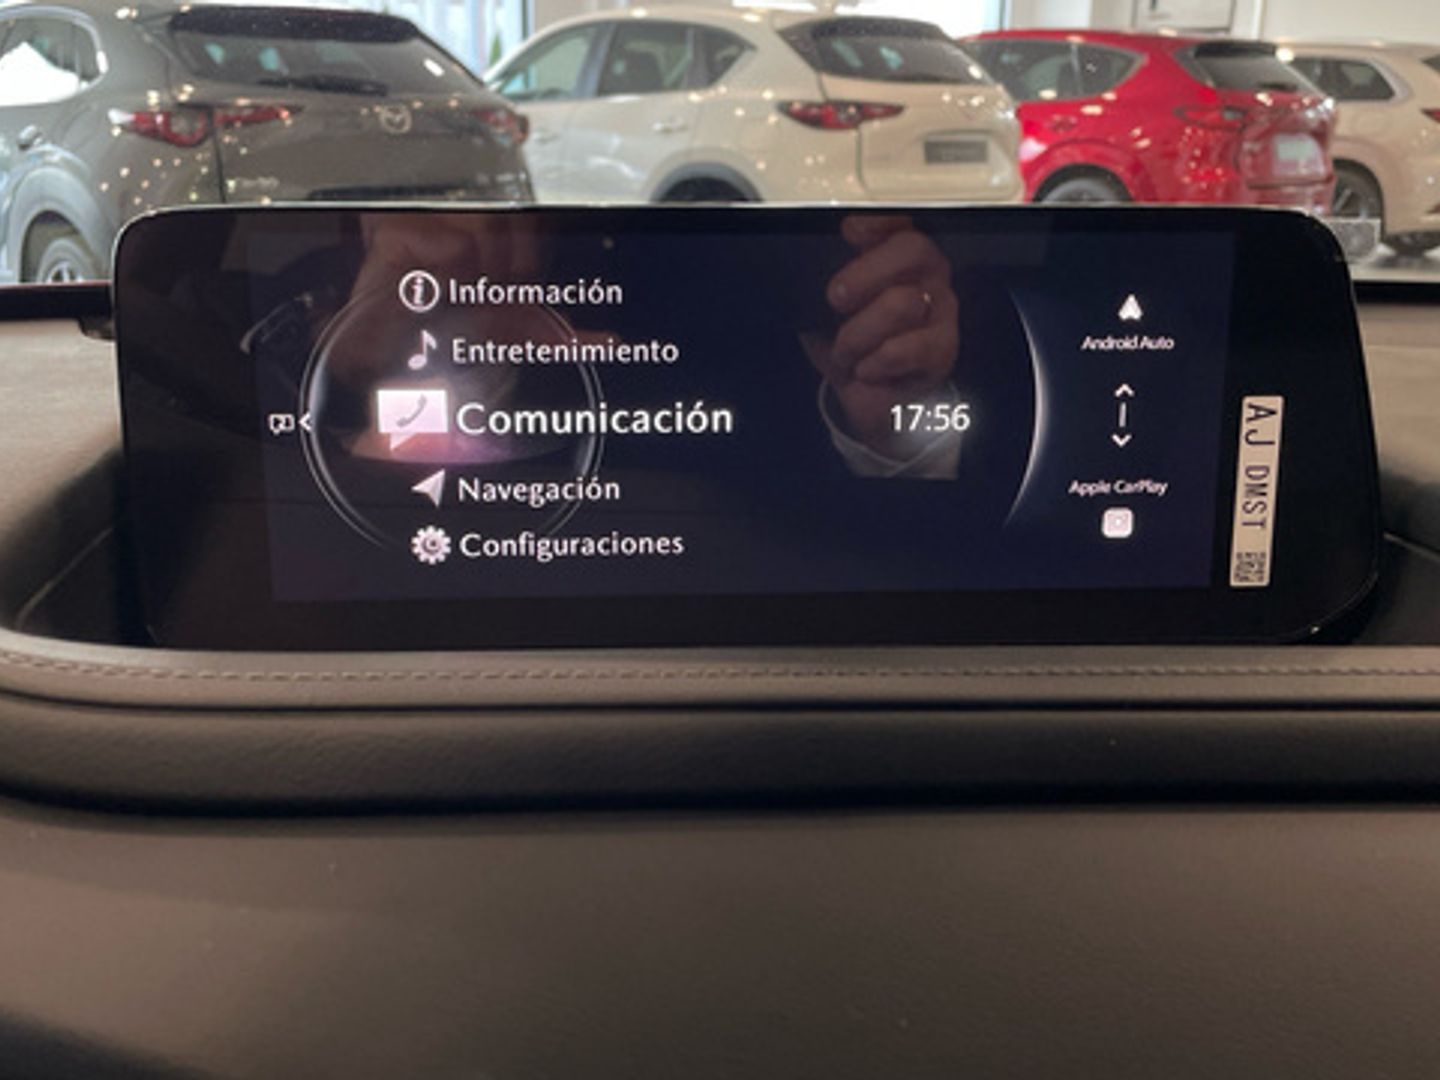 Información
Entretenimiento
Comunicación
Navegación
Configuraciones
17:56
Android Auto
Apple CarPlay
AJ DMST